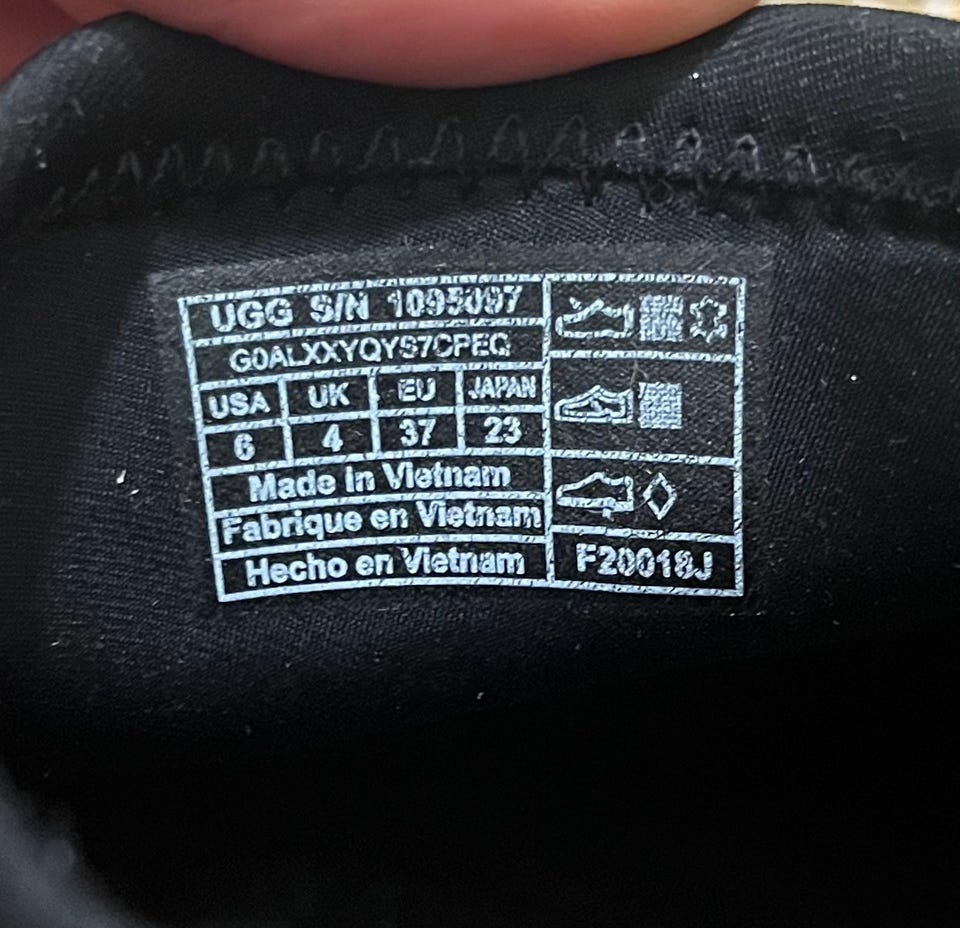 UGG S/N 1095097
G0ALXXYQYS7CPEQ
USA UK EU JAPAN
6 4 37 23
Made in Vietnam
Fabrique en Vietnam
Hecho en Vietnam
F20018J